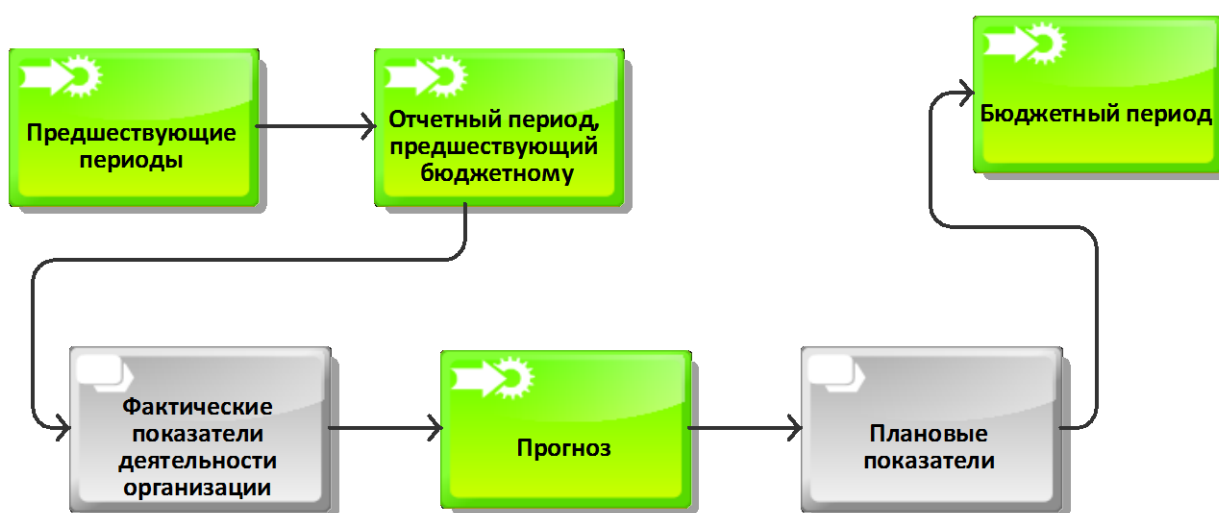 Предшествующие
периоды
Отчетный период,
предшествующий
бюджетному
Бюджетный период
Фактические
показатели
деятельности
организации
Прогноз
Плановые
показатели